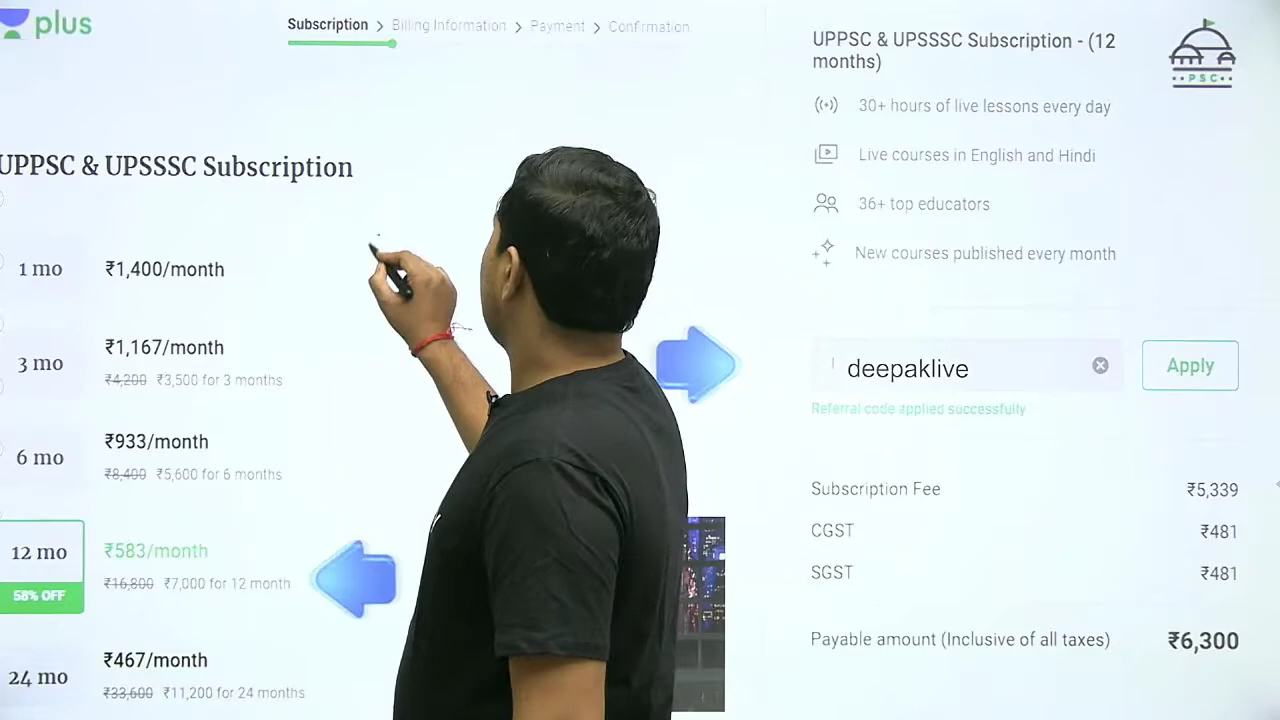 plus
Subscription > Billing Information > Payment > Confirmation
UPPSC & UPSSSC Subscription
1 mo ₹1,400/month
3 mo ₹1,167/month
₹4,200 ₹3,500 for 3 months
6 mo ₹933/month
₹8,400 ₹5,600 for 6 months
12 mo ₹583/month
58% OFF ₹16,800 ₹7,000 for 12 month
24 mo ₹467/month
₹33,600 ₹11,200 for 24 months
UPPSC & UPSSSC Subscription - (12
months)
PSC
30+ hours of live lessons every day
Live courses in English and Hindi
36+ top educators
New courses published every month
deepaklive
Apply
Referral code applied successfully
Subscription Fee ₹5,339
CGST ₹481
SGST ₹481
Payable amount (Inclusive of all taxes) ₹6,300